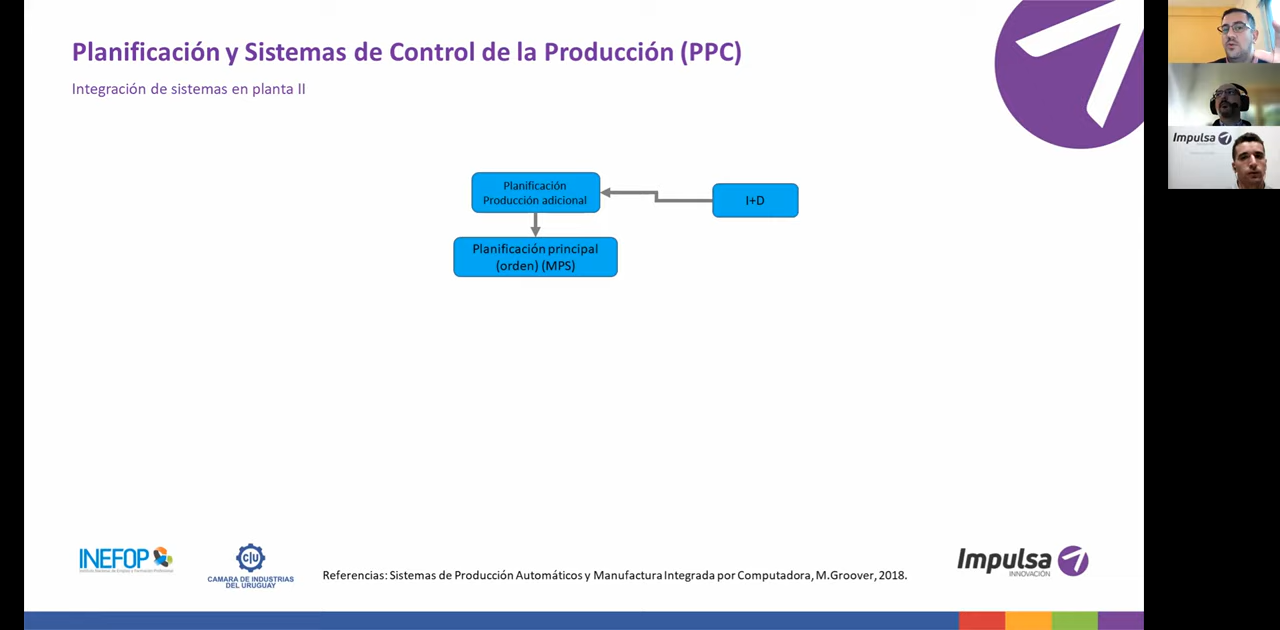 Planificación y Sistemas de Control de la Producción (PPC)
Integración de sistemas en planta II
Planificación
Producción adicional
I+D
Planificación principal
(orden) (MPS)
Impulsa
INEFOP
CIU
CAMARA DE INDUSTRIAS
DEL URUGUAY
Referencias: Sistemas de Producción Automáticos y Manufactura Integrada por Computadora, M.Groover, 2018.
Impulsa
INNOVACIÓN